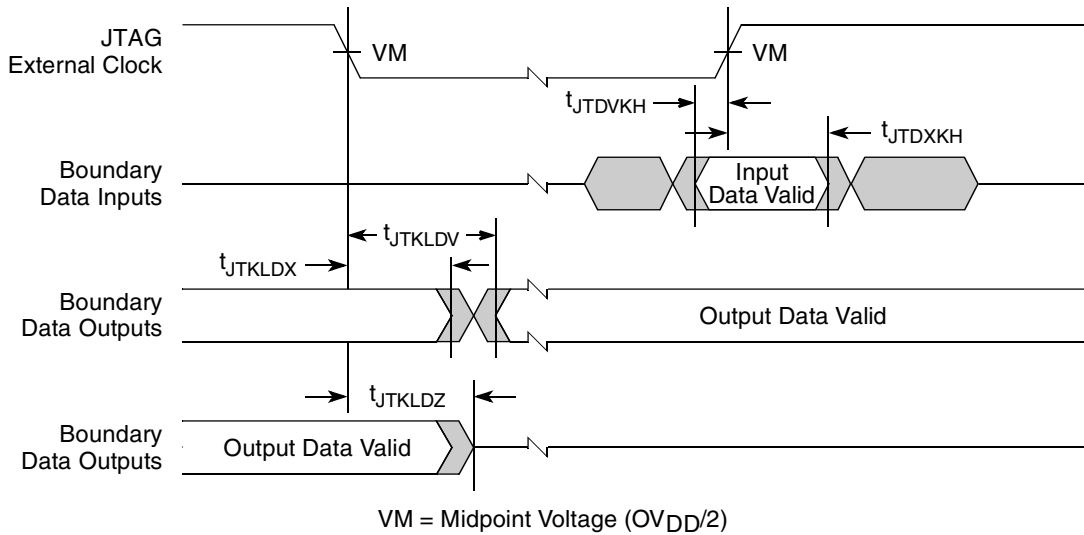 JTAG
External Clock
VM
VM
tJTDVKH
tJTDXKH
Boundary
Data Inputs
Input
Data Valid
tJTKLDV
tJTKLDX
Boundary
Data Outputs
Output Data Valid
tJTKLDZ
Boundary
Data Outputs
Output Data Valid
VM = Midpoint Voltage (OVDD/2)